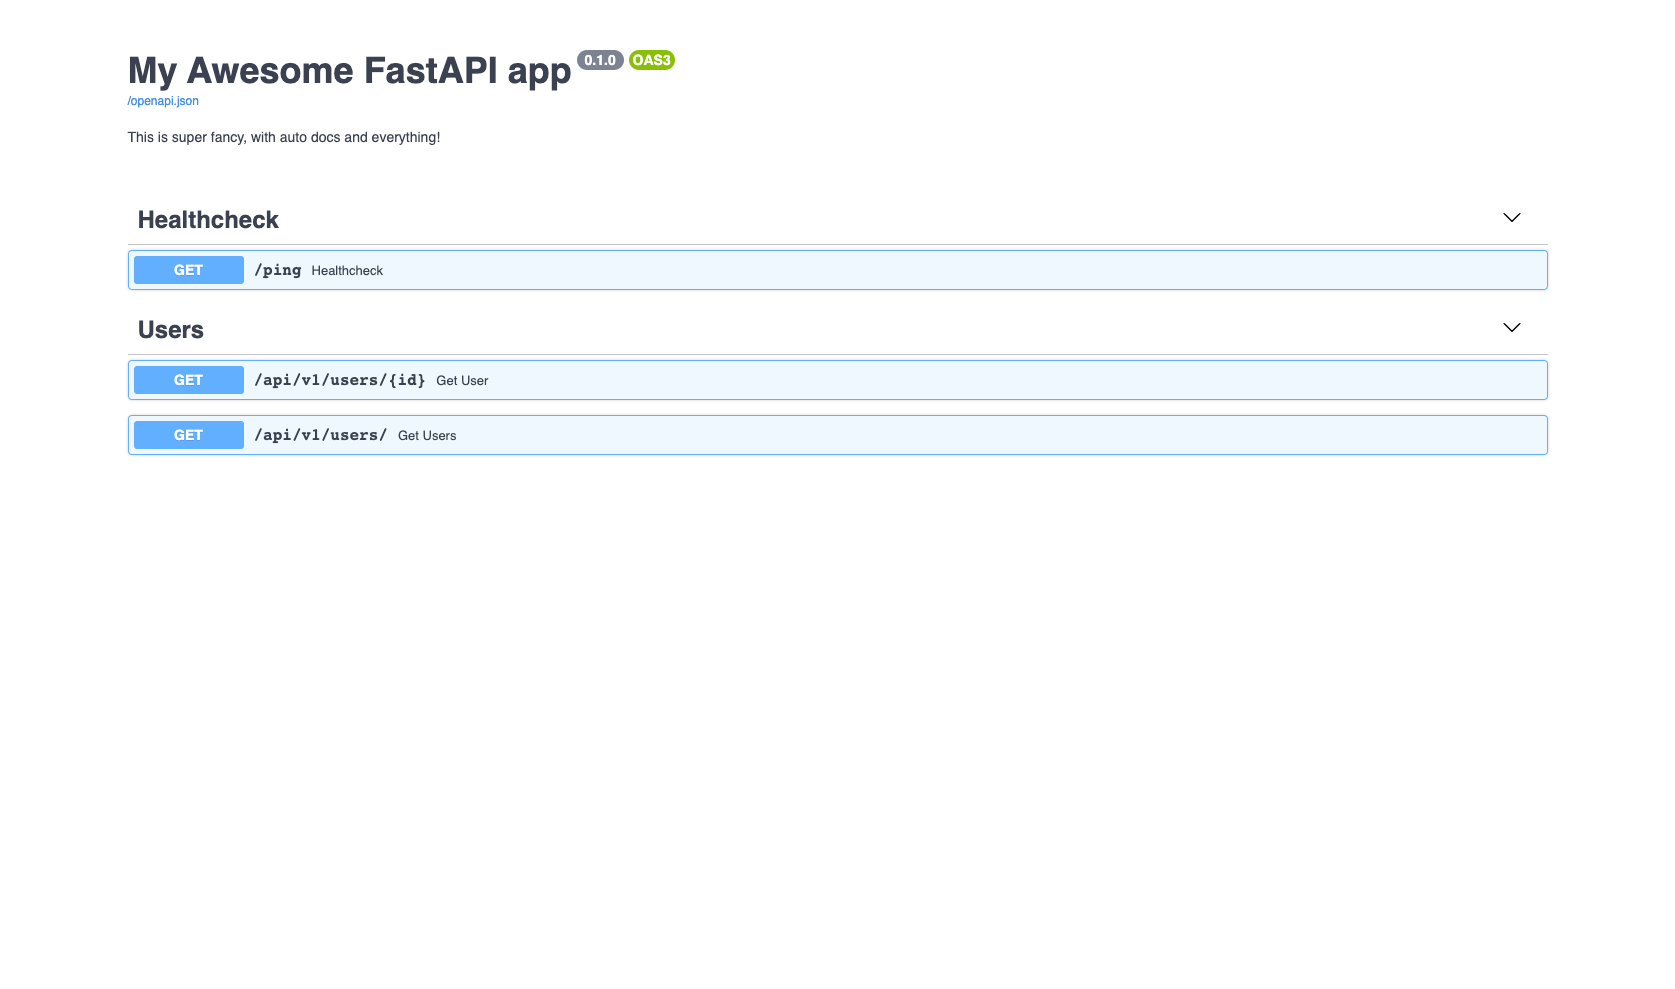 My Awesome FastAPI app 0.1.0 OAS3
/openapi.json
This is super fancy, with auto docs and everything!
Healthcheck
GET /ping Healthcheck
Users
GET /api/v1/users/{id} Get User
GET /api/v1/users/ Get Users